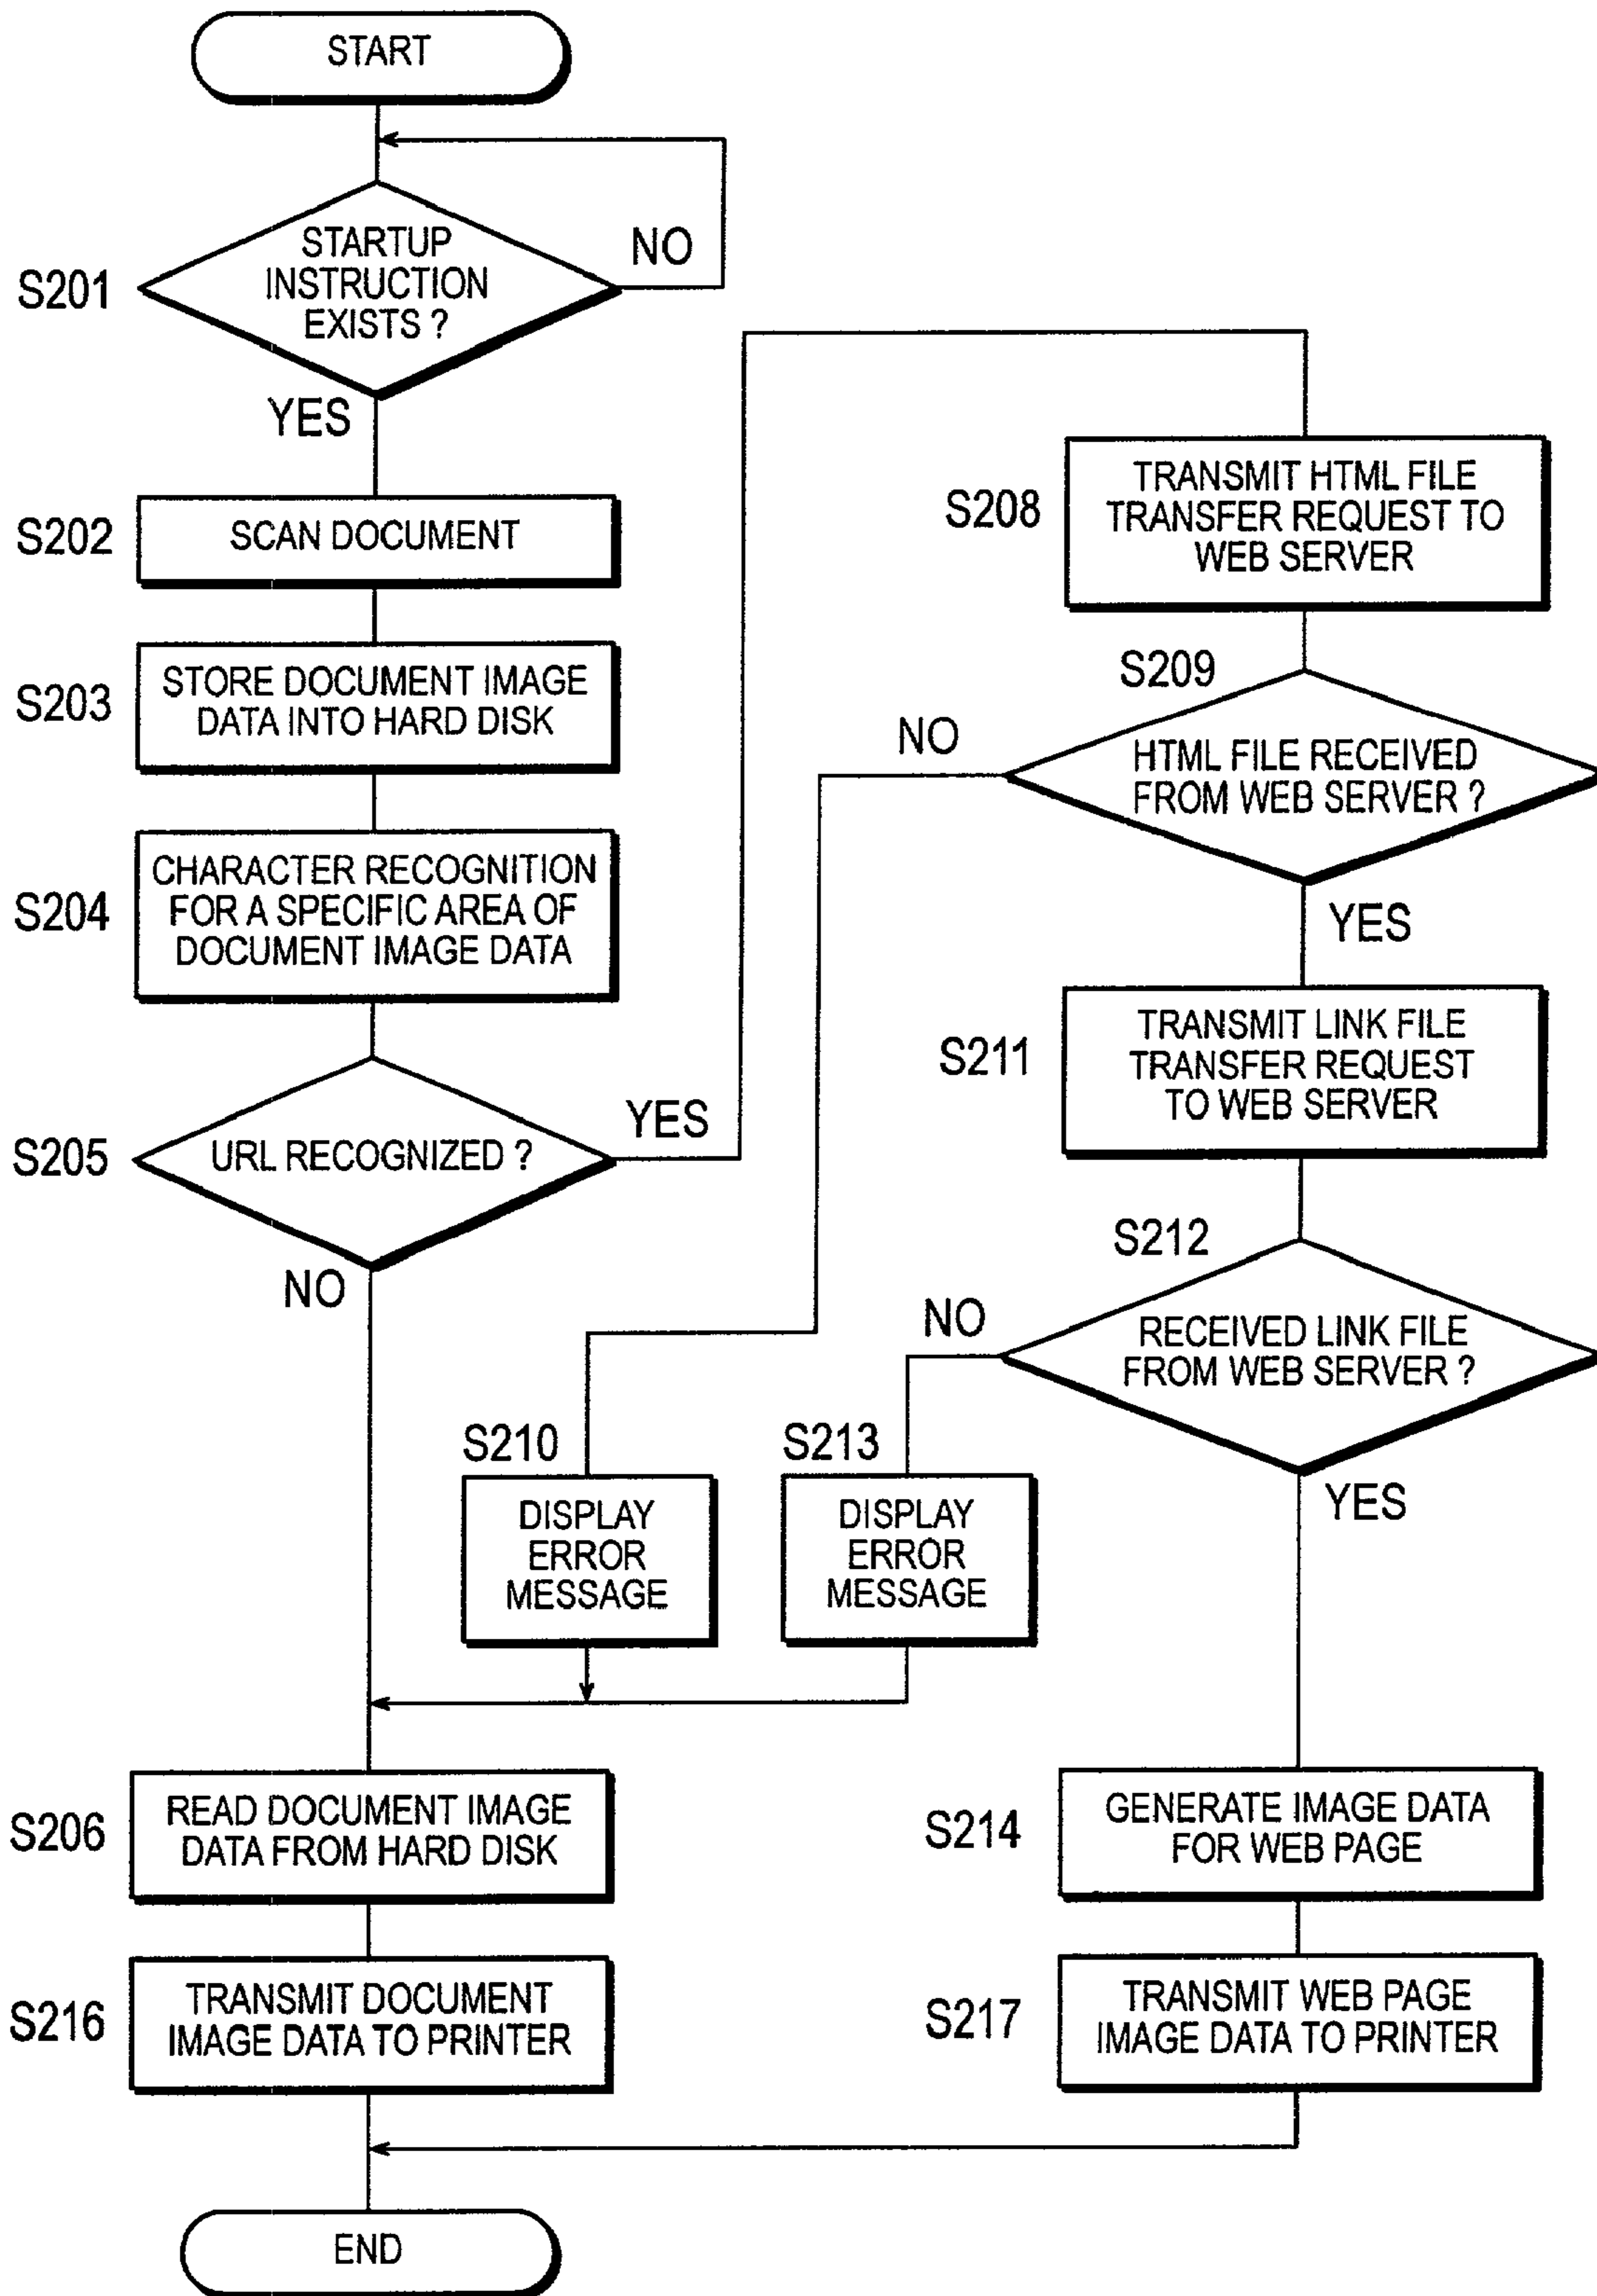 START
S201
STARTUP
INSTRUCTION
EXISTS ?
NO
YES
S202
SCAN DOCUMENT
S203
STORE DOCUMENT IMAGE
DATA INTO HARD DISK
S204
CHARACTER RECOGNITION
FOR A SPECIFIC AREA OF
DOCUMENT IMAGE DATA
S205
URL RECOGNIZED ?
YES
NO
S208
TRANSMIT HTML FILE
TRANSFER REQUEST TO
WEB SERVER
S209
HTML FILE RECEIVED
FROM WEB SERVER ?
NO
YES
S211
TRANSMIT LINK FILE
TRANSFER REQUEST
TO WEB SERVER
S212
RECEIVED LINK FILE
FROM WEB SERVER ?
NO
YES
S210
DISPLAY
ERROR
MESSAGE
S213
DISPLAY
ERROR
MESSAGE
S206
READ DOCUMENT IMAGE
DATA FROM HARD DISK
S214
GENERATE IMAGE DATA
FOR WEB PAGE
S216
TRANSMIT DOCUMENT
IMAGE DATA TO PRINTER
S217
TRANSMIT WEB PAGE
IMAGE DATA TO PRINTER
END